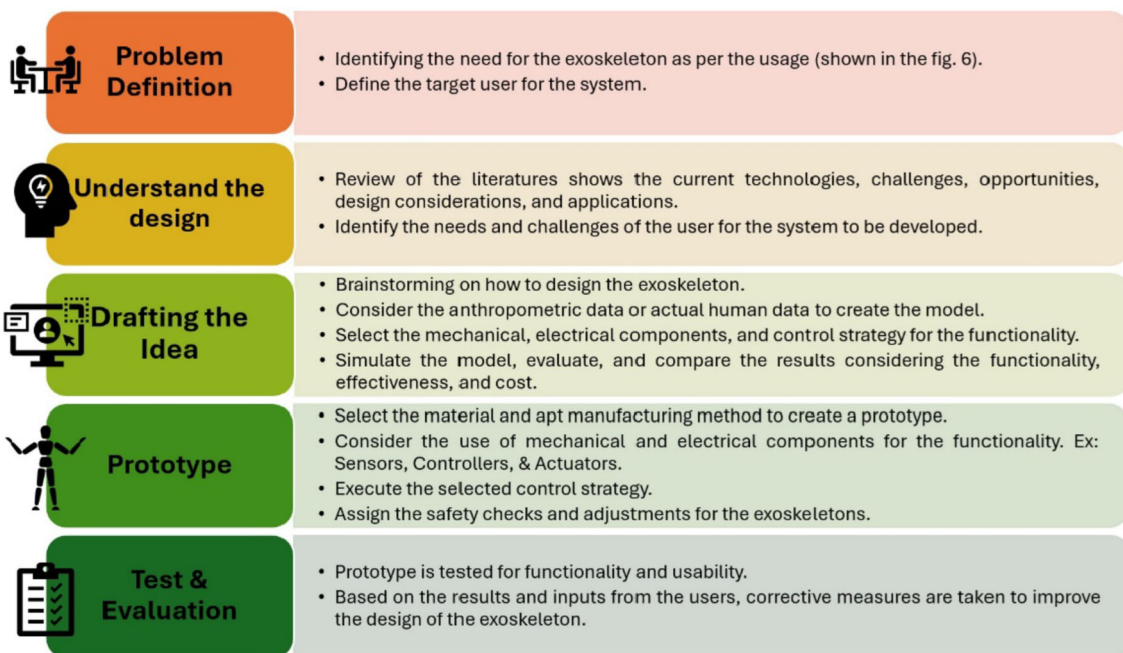 Problem
Definition
• Identifying the need for the exoskeleton as per the usage (shown in the fig. 6).
• Define the target user for the system.
Understand the
design
• Review of the literatures shows the current technologies, challenges, opportunities,
design considerations, and applications.
• Identify the needs and challenges of the user for the system to be developed.
Drafting the
Idea
• Brainstorming on how to design the exoskeleton.
• Consider the anthropometric data or actual human data to create the model.
• Select the mechanical, electrical components, and control strategy for the functionality.
• Simulate the model, evaluate, and compare the results considering the functionality,
effectiveness, and cost.
Prototype
• Select the material and apt manufacturing method to create a prototype.
• Consider the use of mechanical and electrical components for the functionality. Ex:
Sensors, Controllers, & Actuators.
• Execute the selected control strategy.
• Assign the safety checks and adjustments for the exoskeletons.
Test &
Evaluation
• Prototype is tested for functionality and usability.
• Based on the results and inputs from the users, corrective measures are taken to improve
the design of the exoskeleton.